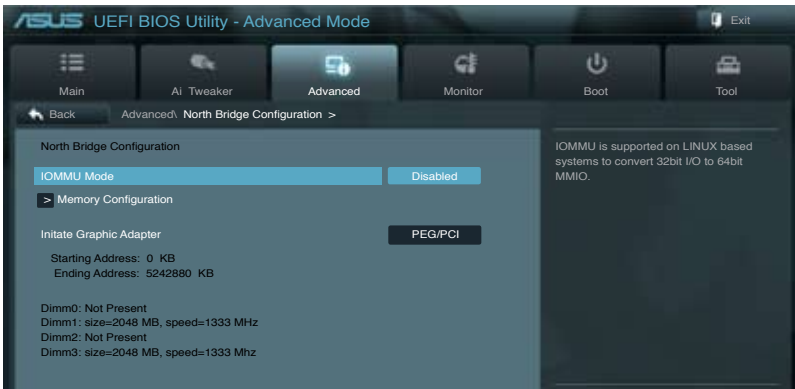 ASUS UEFI BIOS Utility - Advanced Mode
Exit
Main
Ai Tweaker
Advanced
Monitor
Boot
Tool
Back
Advanced\ North Bridge Configuration >
North Bridge Configuration
IOMMU Mode Disabled
> Memory Configuration
Initate Graphic Adapter PEG/PCI
Starting Address: 0 KB
Ending Address: 5242880 KB
Dimm0: Not Present
Dimm1: size=2048 MB, speed=1333 MHz
Dimm2: Not Present
Dimm3: size=2048 MB, speed=1333 Mhz
IOMMU is supported on LINUX based
systems to convert 32bit I/O to 64bit
MMIO.